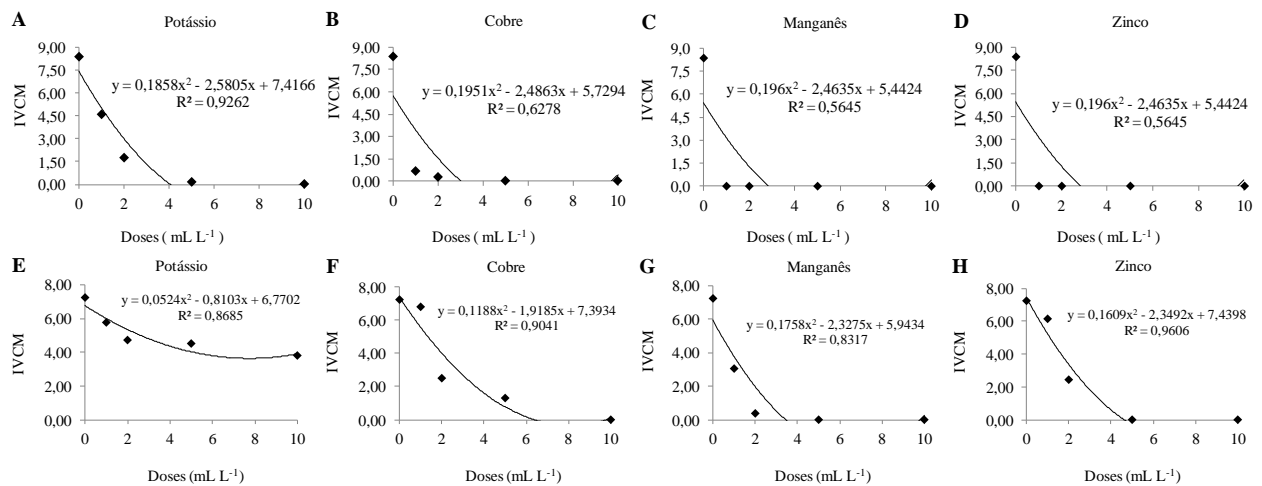 A Potássio
9,00
7,50
6,00
4,50
3,00
1,50
0,00
IVCM
y = 0,1858x² - 2,5805x + 7,4166
R² = 0,9262
0 2 4 6 8 10
Doses ( mL L⁻¹ )
B Cobre
9,00
7,50
6,00
4,50
3,00
1,50
0,00
IVCM
y = 0,1951x² - 2,4863x + 5,7294
R² = 0,6278
0 2 4 6 8 10
Doses ( mL L⁻¹ )
C Manganês
9,0
7,5
6,0
4,5
3,0
1,5
0,0
IVCM
y = 0,196x² - 2,4635x + 5,4424
R² = 0,5645
0 2 4 6 8 10
Doses ( mL L⁻¹ )
D Zinco
9,00
7,5
6,00
4,5
3,00
1,5
0,00
IVCM
y = 0,196x² - 2,4635x + 5,4424
R² = 0,5645
0 2 4 6 8 10
Doses ( mL L⁻¹ )
E Potássio
8,00
6,00
4,00
2,00
0,00
IVCM
y = 0,0524x² - 0,8103x + 6,7702
R² = 0,8685
0 2 4 6 8 10
Doses (mL L⁻¹)
F Cobre
8,00
6,00
4,00
2,00
0,00
IVCM
y = 0,1188x² - 1,9185x + 7,3934
R² = 0,9041
0 2 4 6 8 10
Doses (mL L⁻¹)
G Manganês
8,00
6,00
4,00
2,00
0,00
IVCM
y = 0,1758x² - 2,3275x + 5,9434
R² = 0,8317
0 2 4 6 8 10
Doses (mL L⁻¹)
H Zinco
8,00
6,00
4,00
2,00
0,00
IVCM
y = 0,1609x² - 2,3492x + 7,4398
R² = 0,9606
0 2 4 6 8 10
Doses (mL L⁻¹)